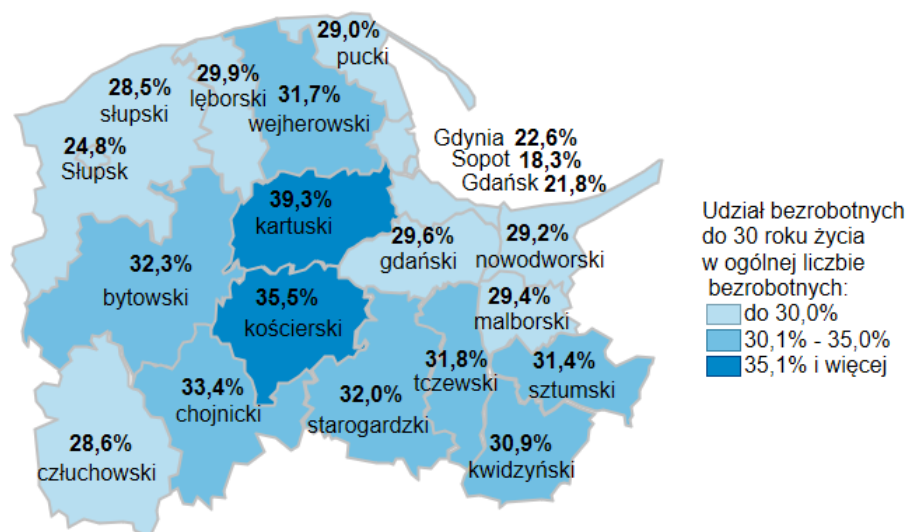 29,0%
pucki
29,9%
lęborski
28,5%
słupski
31,7%
wejherowski
24,8%
Słupsk
Gdynia 22,6%
Sopot 18,3%
Gdańsk 21,8%
39,3%
kartuski
29,6%
gdański
29,2%
nowodworski
32,3%
bytowski
35,5%
kościerski
29,4%
malborski
31,8%
tczewski
31,4%
sztumski
33,4%
chojnicki
32,0%
starogardzki
28,6%
człuchowski
30,9%
kwidzyński
Udział bezrobotnych
do 30 roku życia
w ogólnej liczbie
bezrobotnych:
do 30,0%
30,1% - 35,0%
35,1% i więcej